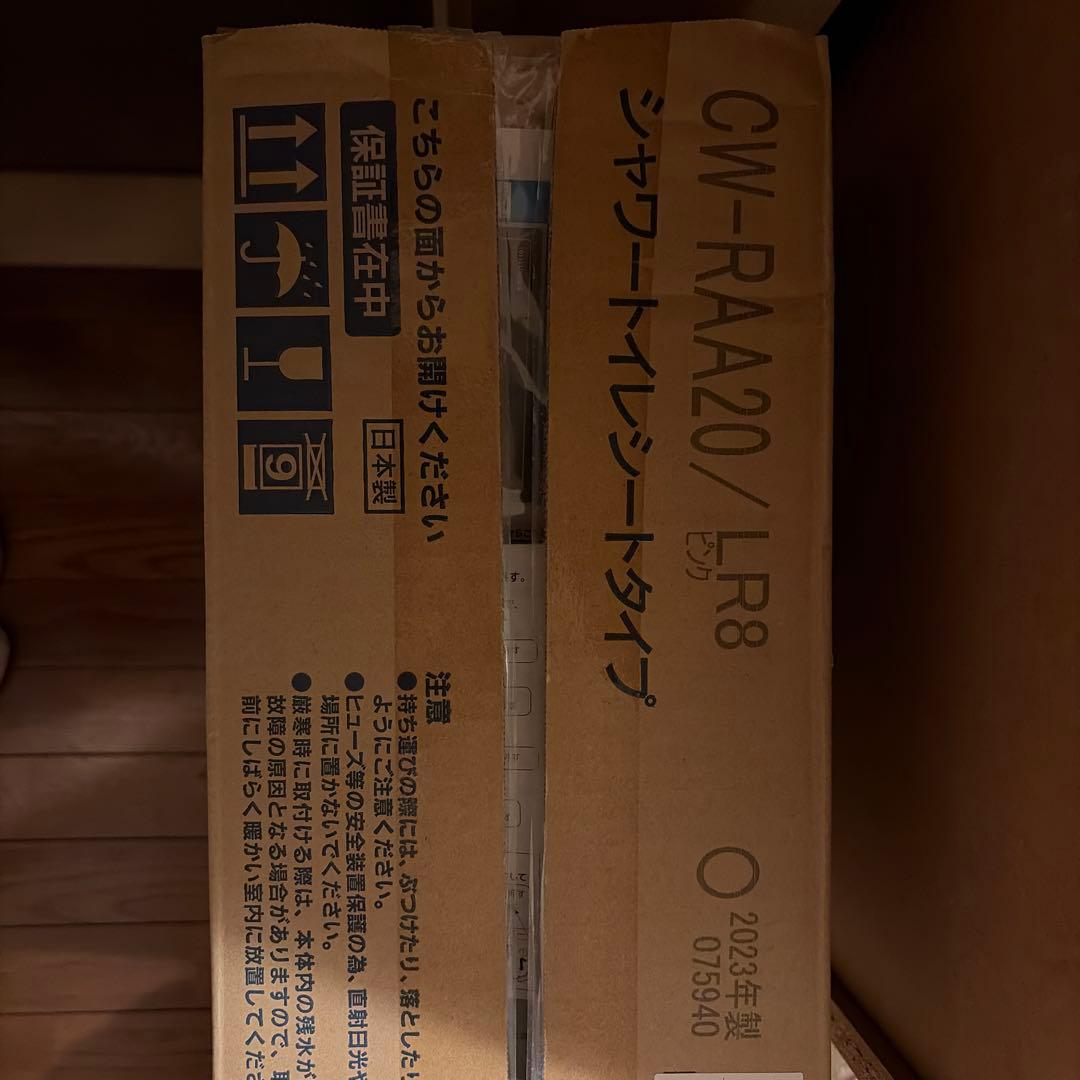 CW-RAA20/LR8
ピンク
シャワートイレシートタイプ
2023年製
075940
こちらの面からお開けください
保証書在中
日本製
9
注意
●持ち運びの際には、ぶつけたり、落としたり
ようにご注意ください。
●ヒューズ等の安全装置保護の為、直射日光や
場所に置かないでください。
●厳寒時に取付ける際は、本体内の残水が
故障の原因となる場合がありますので、
前にしばらく暖かい室内に放置してくだ